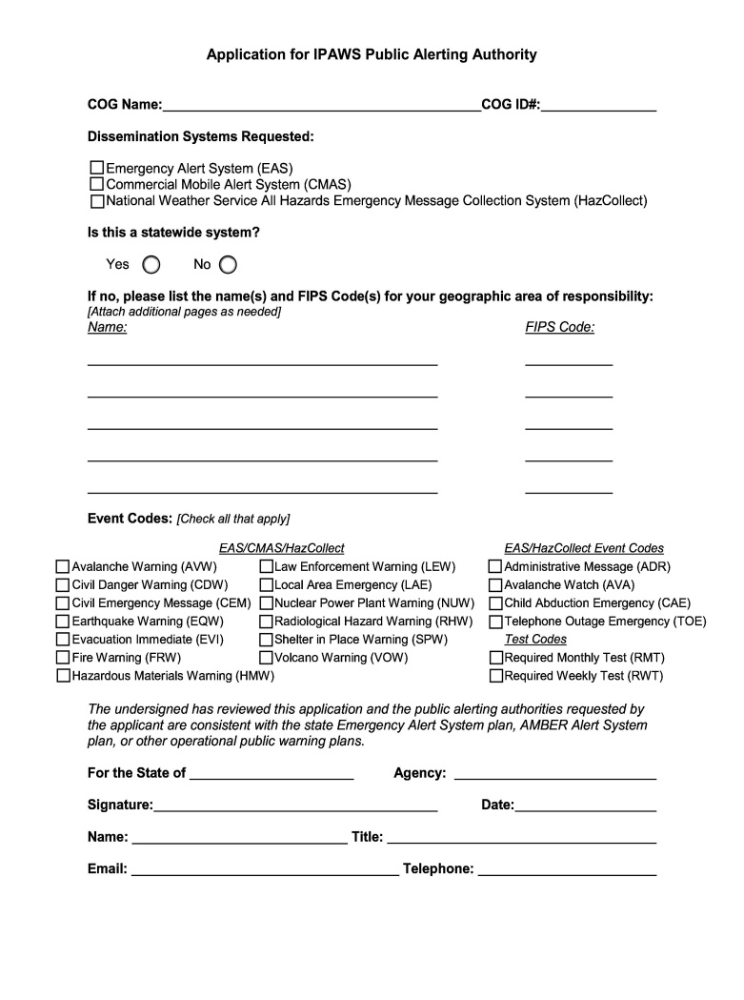 Application for IPAWS Public Alerting Authority
COG Name: COG ID#:
Dissemination Systems Requested:
Emergency Alert System (EAS)
Commercial Mobile Alert System (CMAS)
National Weather Service All Hazards Emergency Message Collection System (HazCollect)
Is this a statewide system?
Yes No
If no, please list the name(s) and FIPS Code(s) for your geographic area of responsibility:
[Attach additional pages as needed]
Name: FIPS Code:
Event Codes: [Check all that apply]
EAS/CMAS/HazCollect EAS/HazCollect Event Codes
Avalanche Warning (AVW) Law Enforcement Warning (LEW) Administrative Message (ADR)
Civil Danger Warning (CDW) Local Area Emergency (LAE) Avalanche Watch (AVA)
Civil Emergency Message (CEM) Nuclear Power Plant Warning (NUW) Child Abduction Emergency (CAE)
Earthquake Warning (EQW) Radiological Hazard Warning (RHW) Telephone Outage Emergency (TOE)
Evacuation Immediate (EVI) Shelter in Place Warning (SPW) Test Codes
Fire Warning (FRW) Volcano Warning (VOW) Required Monthly Test (RMT)
Hazardous Materials Warning (HMW) Required Weekly Test (RWT)
The undersigned has reviewed this application and the public alerting authorities requested by
the applicant are consistent with the state Emergency Alert System plan, AMBER Alert System
plan, or other operational public warning plans.
For the State of Agency:
Signature: Date:
Name: Title:
Email: Telephone: